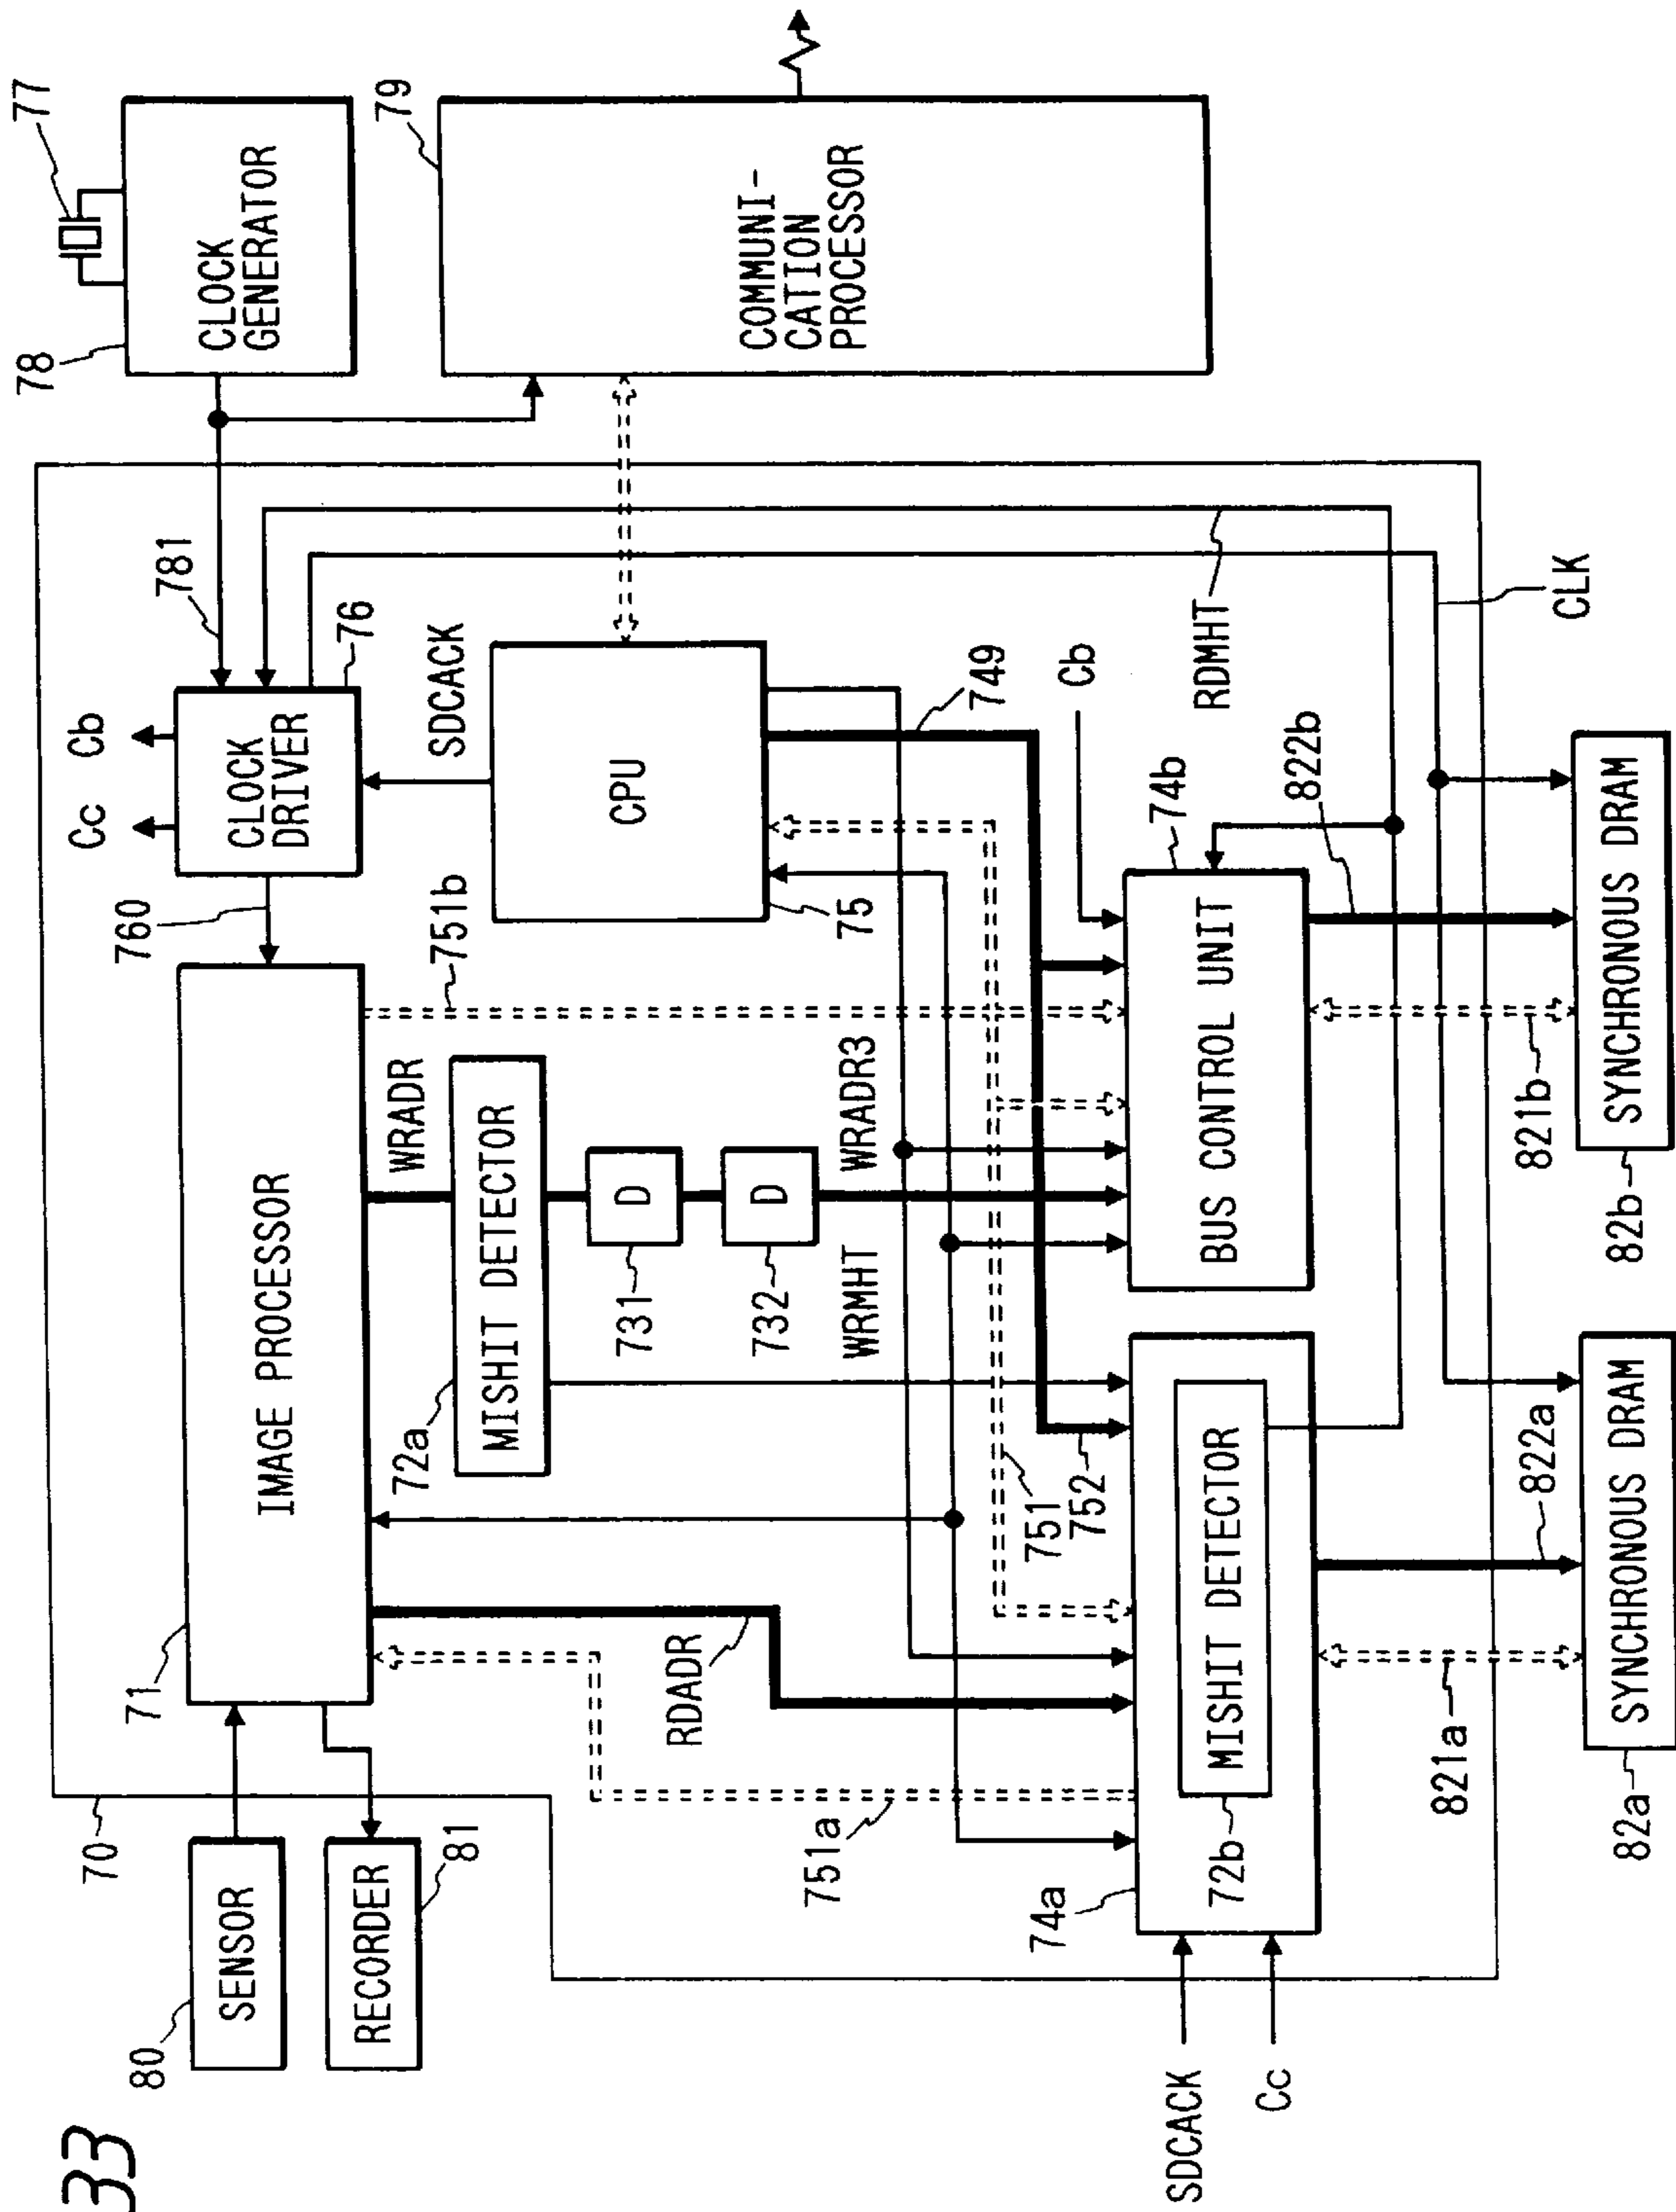 33
80
SENSOR
RECORDER
81
70
71
IMAGE PROCESSOR
760
Cc
Cb
CLOCK
DRIVER
76
781
78
CLOCK
GENERATOR
77
79
COMMUNI-
CATION
PROCESSOR
SDCACK
CPU
75
751b
WRADR
72a
MISHIT DETECTOR
731
D
732
D
WRADR3
WRMHT
RDADR
751a
751
752
749
Cb
RDMHT
CLK
74a
72b
MISHIT DETECTOR
SDCACK
Cc
74b
BUS CONTROL UNIT
822b
821b
822a
821a
82a
SYNCHRONOUS DRAM
82b
SYNCHRONOUS DRAM